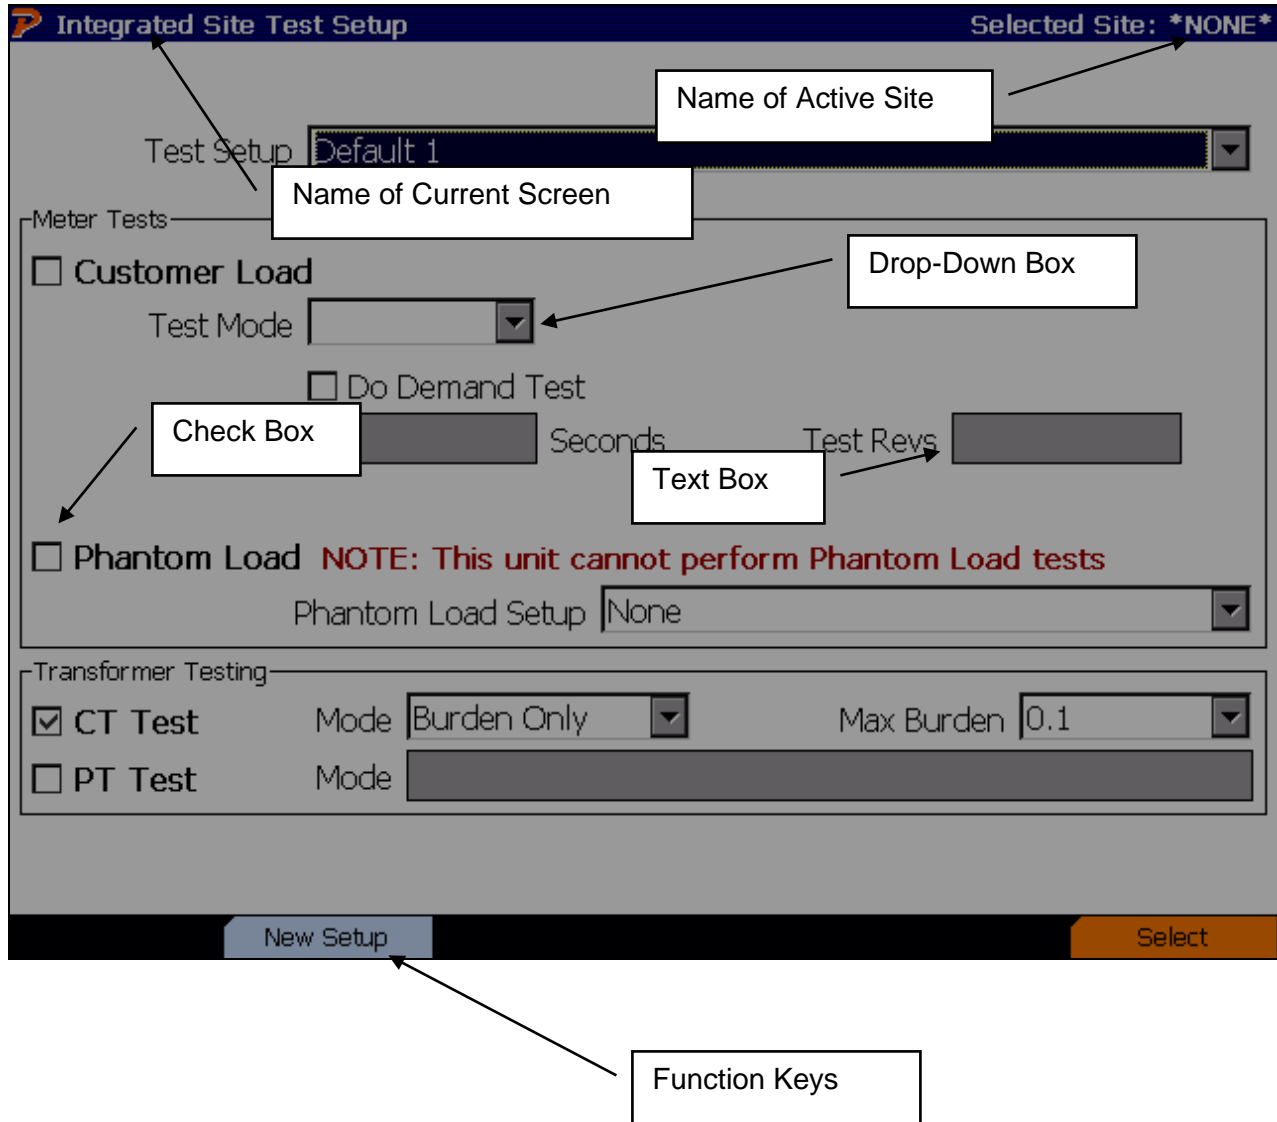 Integrated Site Test Setup Selected Site: *NONE*
Name of Active Site
Test Setup Default 1
Name of Current Screen
Meter Tests
Customer Load
Drop-Down Box
Test Mode
Do Demand Test
Check Box
Seconds Test Revs
Text Box
Phantom Load NOTE: This unit cannot perform Phantom Load tests
Phantom Load Setup None
Transformer Testing
CT Test Mode Burden Only Max Burden 0.1
PT Test Mode
New Setup Select
Function Keys